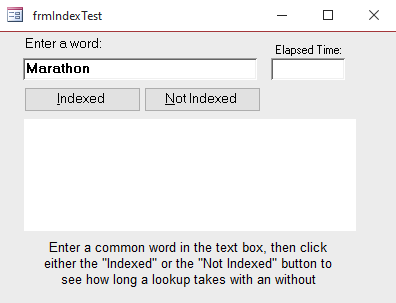 frmIndexTest
Enter a word:
Elapsed Time:
Marathon
Indexed
Not Indexed
Enter a common word in the text box, then click
either the "Indexed" or the "Not Indexed" button to
see how long a lookup takes with an without